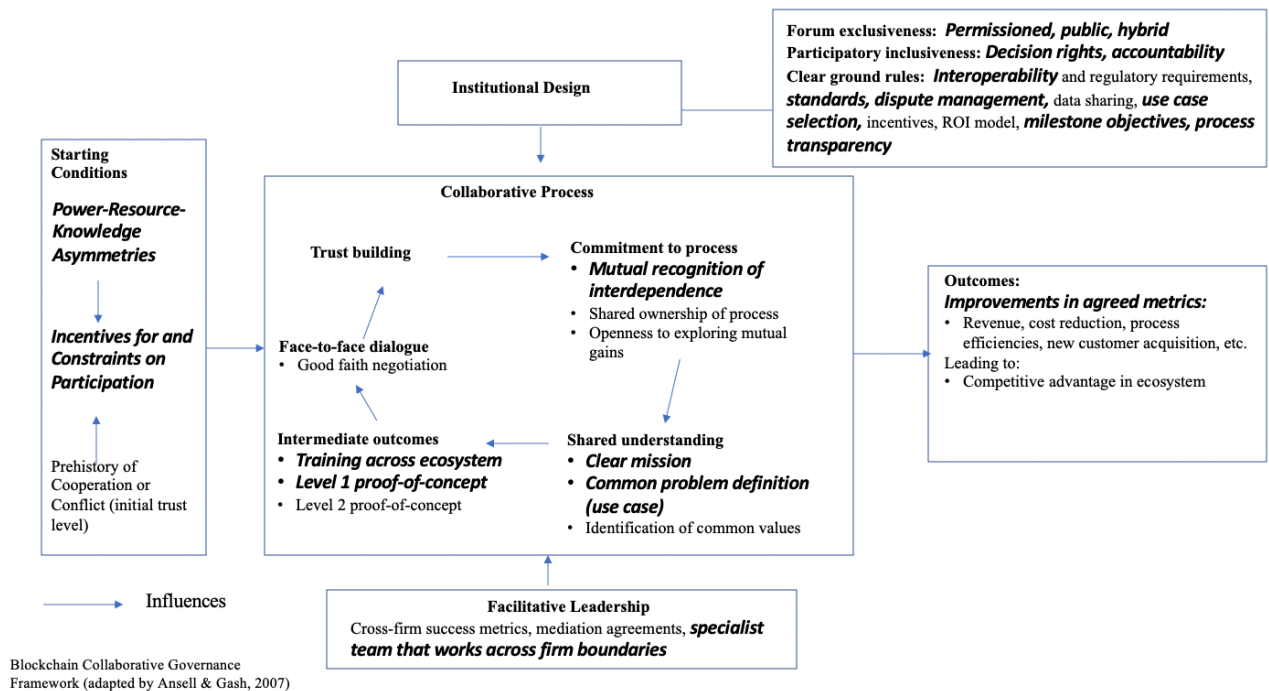 Forum exclusiveness: Permissioned, public, hybrid
Participatory inclusiveness: Decision rights, accountability
Clear ground rules: Interoperability and regulatory requirements,
standards, dispute management, data sharing, use case
selection, incentives, ROI model, milestone objectives, process
transparency
Institutional Design
Starting
Conditions
Power-Resource-
Knowledge
Asymmetries
Incentives for and
Constraints on
Participation
Prehistory of
Cooperation or
Conflict (initial trust
level)
Collaborative Process
Trust building
Commitment to process
• Mutual recognition of
interdependence
• Shared ownership of process
• Openness to exploring mutual
gains
Face-to-face dialogue
• Good faith negotiation
Intermediate outcomes
• Training across ecosystem
• Level 1 proof-of-concept
• Level 2 proof-of-concept
Shared understanding
• Clear mission
• Common problem definition
(use case)
• Identification of common values
Outcomes:
Improvements in agreed metrics:
• Revenue, cost reduction, process
efficiencies, new customer acquisition, etc.
Leading to:
• Competitive advantage in ecosystem
Influences
Facilitative Leadership
Cross-firm success metrics, mediation agreements, specialist
team that works across firm boundaries
Blockchain Collaborative Governance
Framework (adapted by Ansell & Gash, 2007)